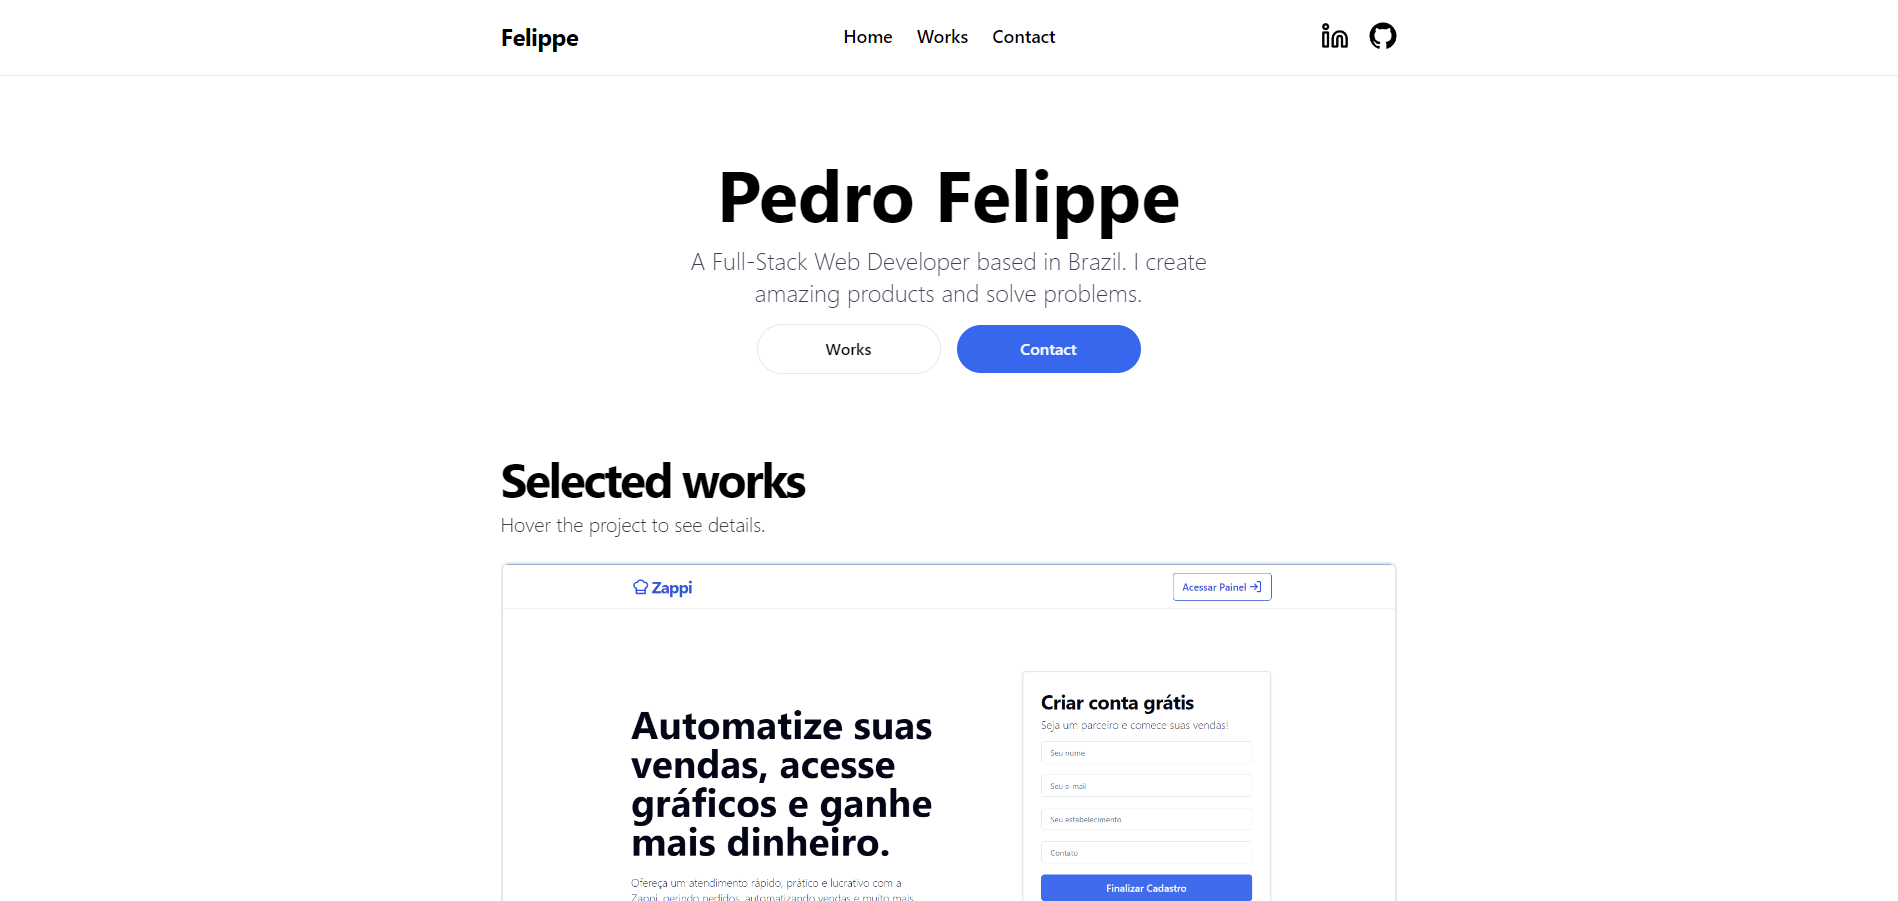 Felippe
Home Works Contact
Pedro Felippe
A Full-Stack Web Developer based in Brazil. I create
amazing products and solve problems.
Works
Contact
Selected works
Hover the project to see details.
Zappi
Acessar Painel
Automatize suas
vendas, acesse
gráficos e ganhe
mais dinheiro.
Ofereça um atendimento rápido, prático e lucrativo com a
Zappi, gerindo pedidos, automatizando vendas e muito mais
Criar conta grátis
Seja um parceiro e comece suas vendas!
Seu nome
Seu e-mail
Seu estabelecimento
Contato
Finalizar Cadastro